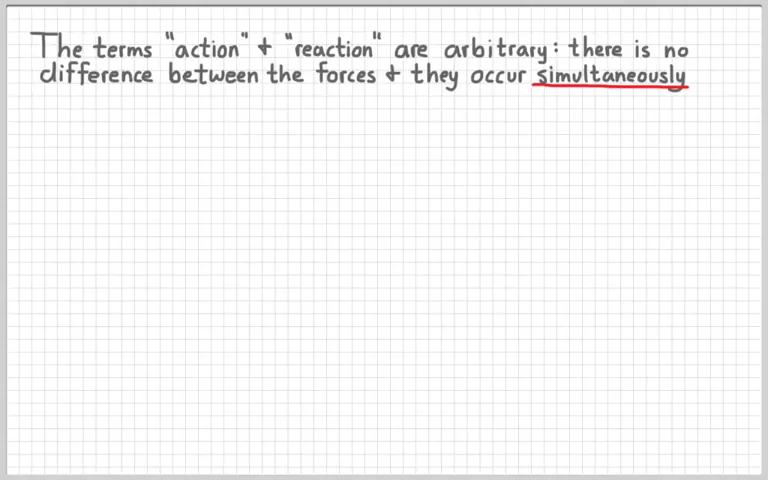 The terms "action" + "reaction" are arbitrary: there is no
difference between the forces + they occur simultaneously